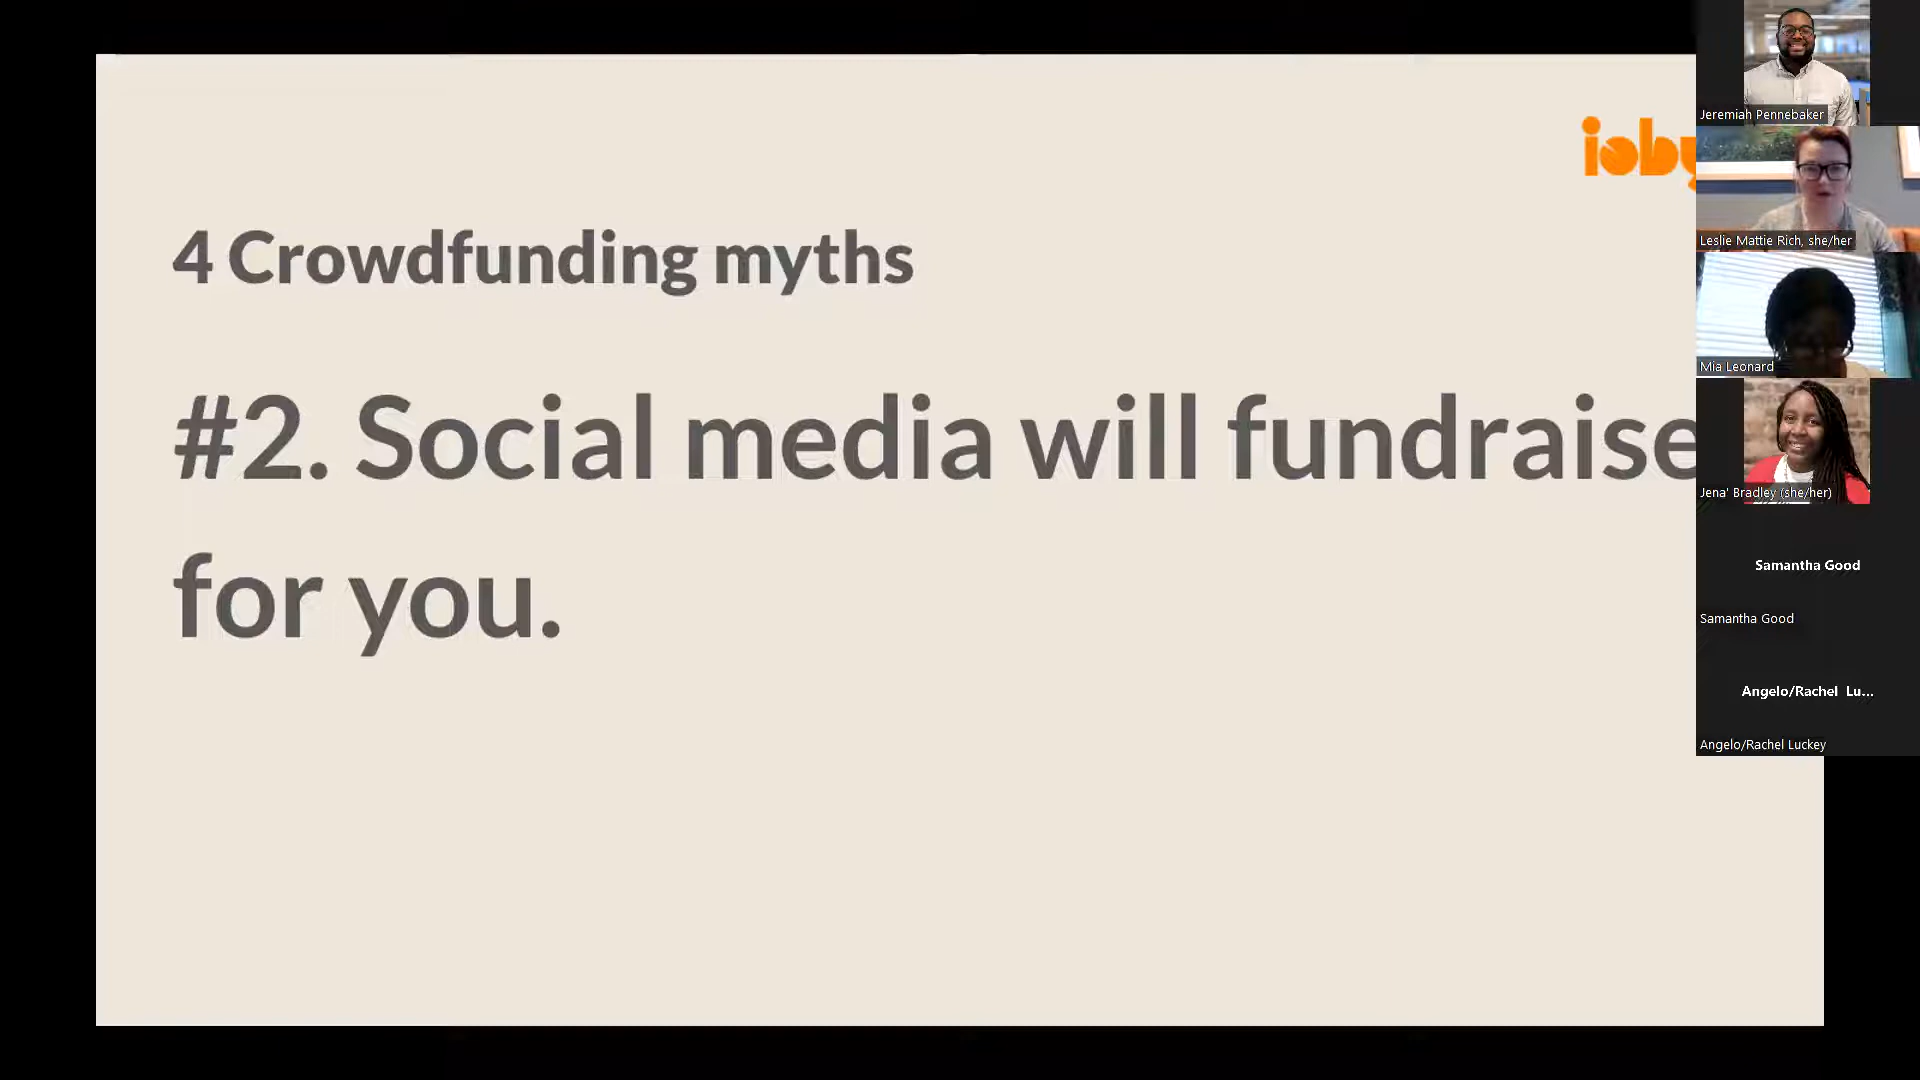 ioby
4 Crowdfunding myths
#2. Social media will fundraise
for you.
Jeremiah Pennebaker
Leslie Mattie Rich, she/her
Mia Leonard
Jena' Bradley (she/her)
Samantha Good
Samantha Good
Angelo/Rachel Lu...
Angelo/Rachel Luckey